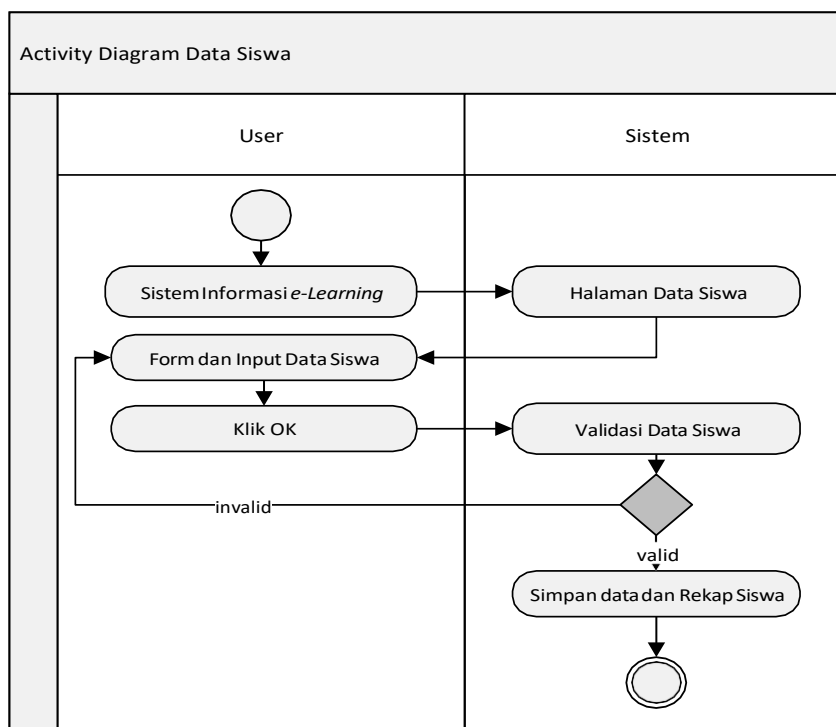 Activity Diagram Data Siswa
User
Sistem
Sistem Informasi e-Learning
Halaman Data Siswa
Form dan Input Data Siswa
Klik OK
Validasi Data Siswa
invalid
valid
Simpan data dan Rekap Siswa